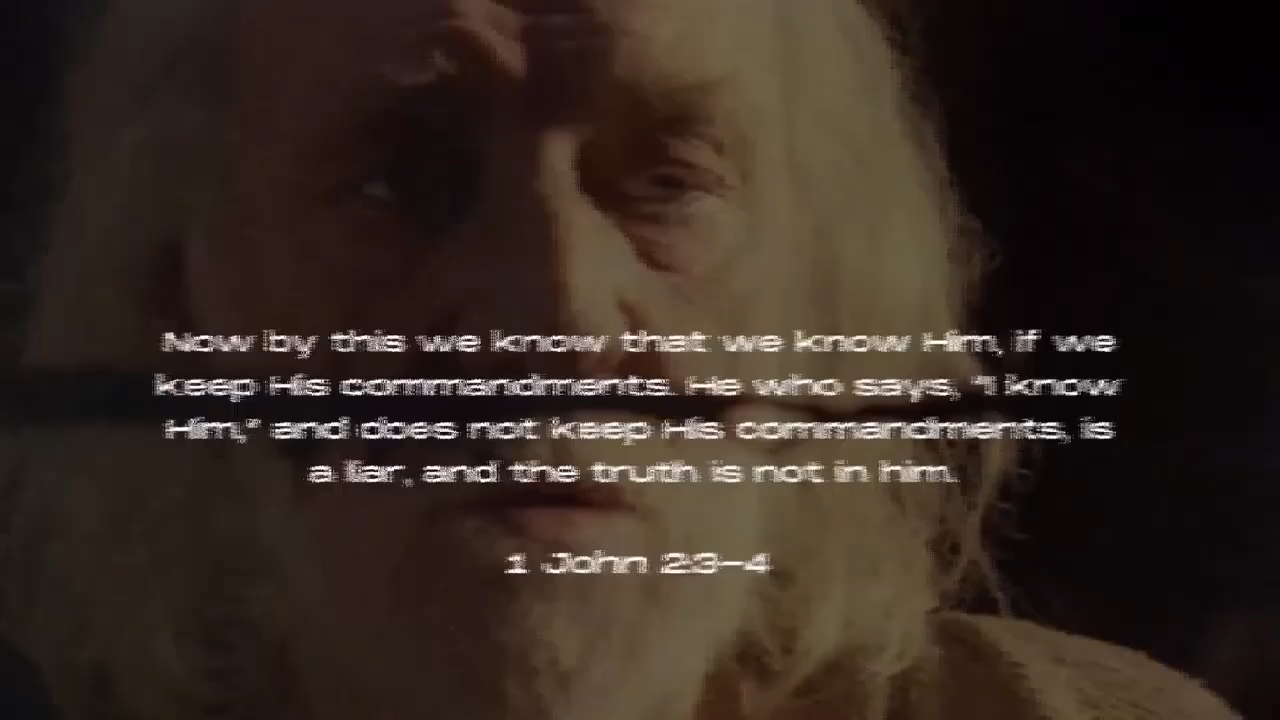 Now by this we know that we know Him, if we
keep His commandments. He who says, "I know
Him," and does not keep His commandments, is
a liar, and the truth is not in him.
1 John 2:3-4